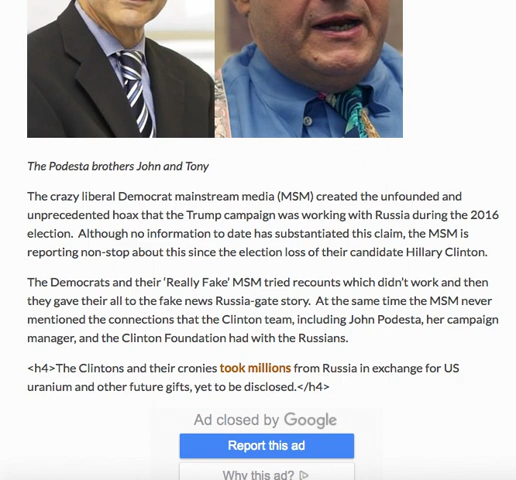 The Podesta brothers John and Tony
The crazy liberal Democrat mainstream media (MSM) created the unfounded and
unprecedented hoax that the Trump campaign was working with Russia during the 2016
election.  Although no information to date has substantiated this claim, the MSM is
reporting non-stop about this since the election loss of their candidate Hillary Clinton.
The Democrats and their ‘Really Fake’ MSM tried recounts which didn’t work and then
they gave their all to the fake news Russia-gate story.  At the same time the MSM never
mentioned the connections that the Clinton team, including John Podesta, her campaign
manager, and the Clinton Foundation had with the Russians.
<h4>The Clintons and their cronies took millions from Russia in exchange for US
uranium and other future gifts, yet to be disclosed.</h4>
Ad closed by Google
Report this ad
Why this ad?